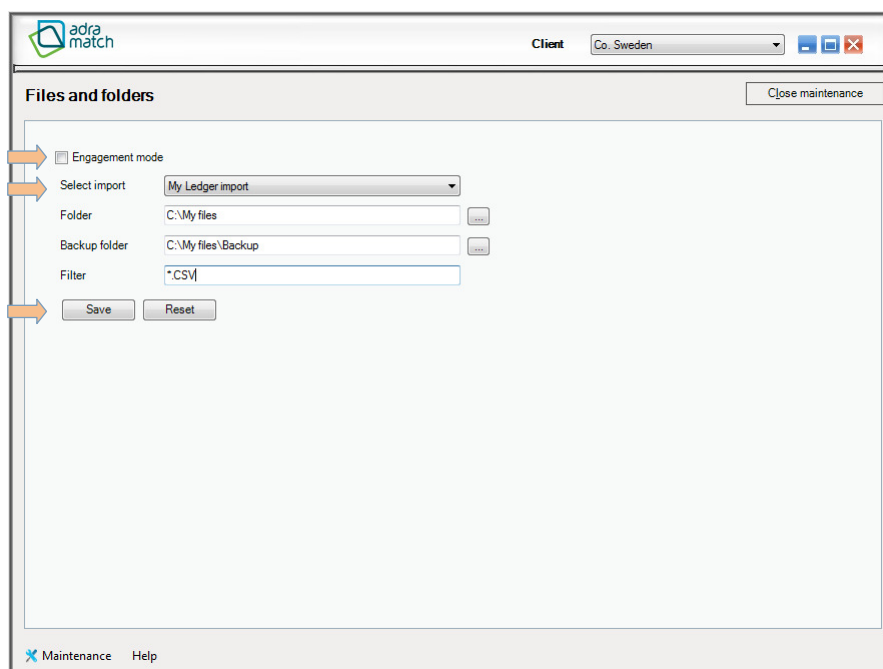 adra
match
Client Co. Sweden
Files and folders
Close maintenance
Engagement mode
Select import My Ledger import
Folder C:\My files ...
Backup folder C:\My files\Backup ...
Filter *.CSV
Save Reset
Maintenance Help